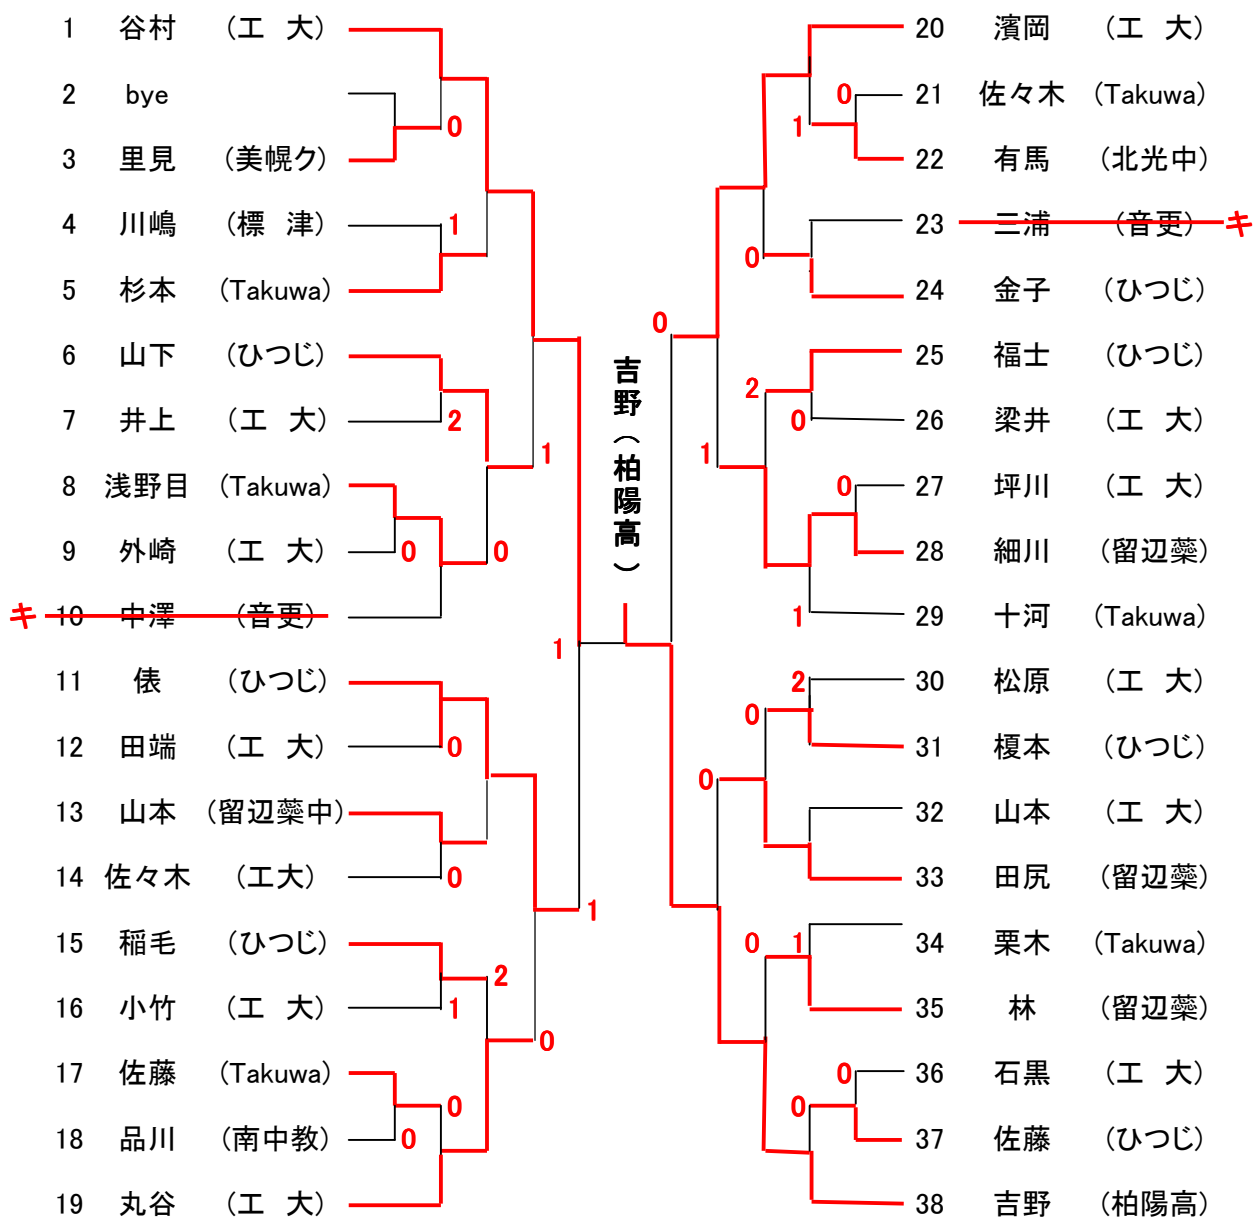 1 谷村 (工 大)
2 bye
0
3 里見 (美幌ク)
4 川嶋 (標 津)
1
5 杉本 (Takuwa)
6 山下 (ひつじ)
7 井上 (工 大)
2
1
8 浅野目 (Takuwa)
9 外崎 (工 大)
0
0
キ 10 中澤 (音更)
1
11 俵 (ひつじ)
12 田端 (工 大)
0
13 山本 (留辺蘂中)
14 佐々木 (工大)
0
1
15 稲毛 (ひつじ)
2
16 小竹 (工 大)
1
0
17 佐藤 (Takuwa)
0
18 品川 (南中教)
0
19 丸谷 (工 大)
吉野(柏陽高)
20 濱岡 (工 大)
0
21 佐々木 (Takuwa)
1
22 有馬 (北光中)
23 三浦 (音更) キ
0
24 金子 (ひつじ)
0
25 福士 (ひつじ)
2
26 梁井 (工 大)
0
1
27 坪川 (工 大)
0
28 細川 (留辺蘂)
29 十河 (Takuwa)
1
30 松原 (工 大)
2
0
31 榎本 (ひつじ)
0
32 山本 (工 大)
33 田尻 (留辺蘂)
34 栗木 (Takuwa)
0
1
35 林 (留辺蘂)
36 石黒 (工 大)
0
0
37 佐藤 (ひつじ)
38 吉野 (柏陽高)